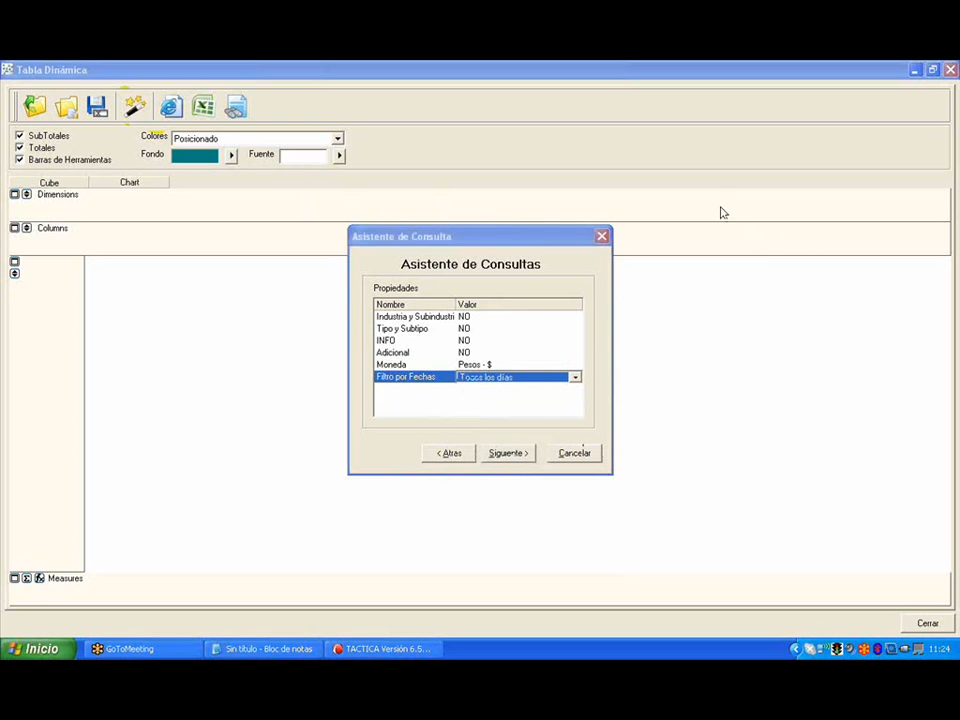 Tabla Dinámica
SubTotales
Totales
Barras de Herramientas
Colores
Posicionado
Fondo
Fuente
Cube
Chart
Dimensions
Columns
Asistente de Consulta
Asistente de Consultas
Propiedades
Nombre Valor
Industria y Subindustri NO
Tipo y Subtipo NO
INFO NO
Adicional NO
Moneda Pesos - $
Filtro por Fechas Todos los días
< Atras
Siguiente >
Cancelar
Measures
Cerrar
Inicio
GoToMeeting
Sin título - Bloc de notas
TACTICA Versión 6.5...
11:24